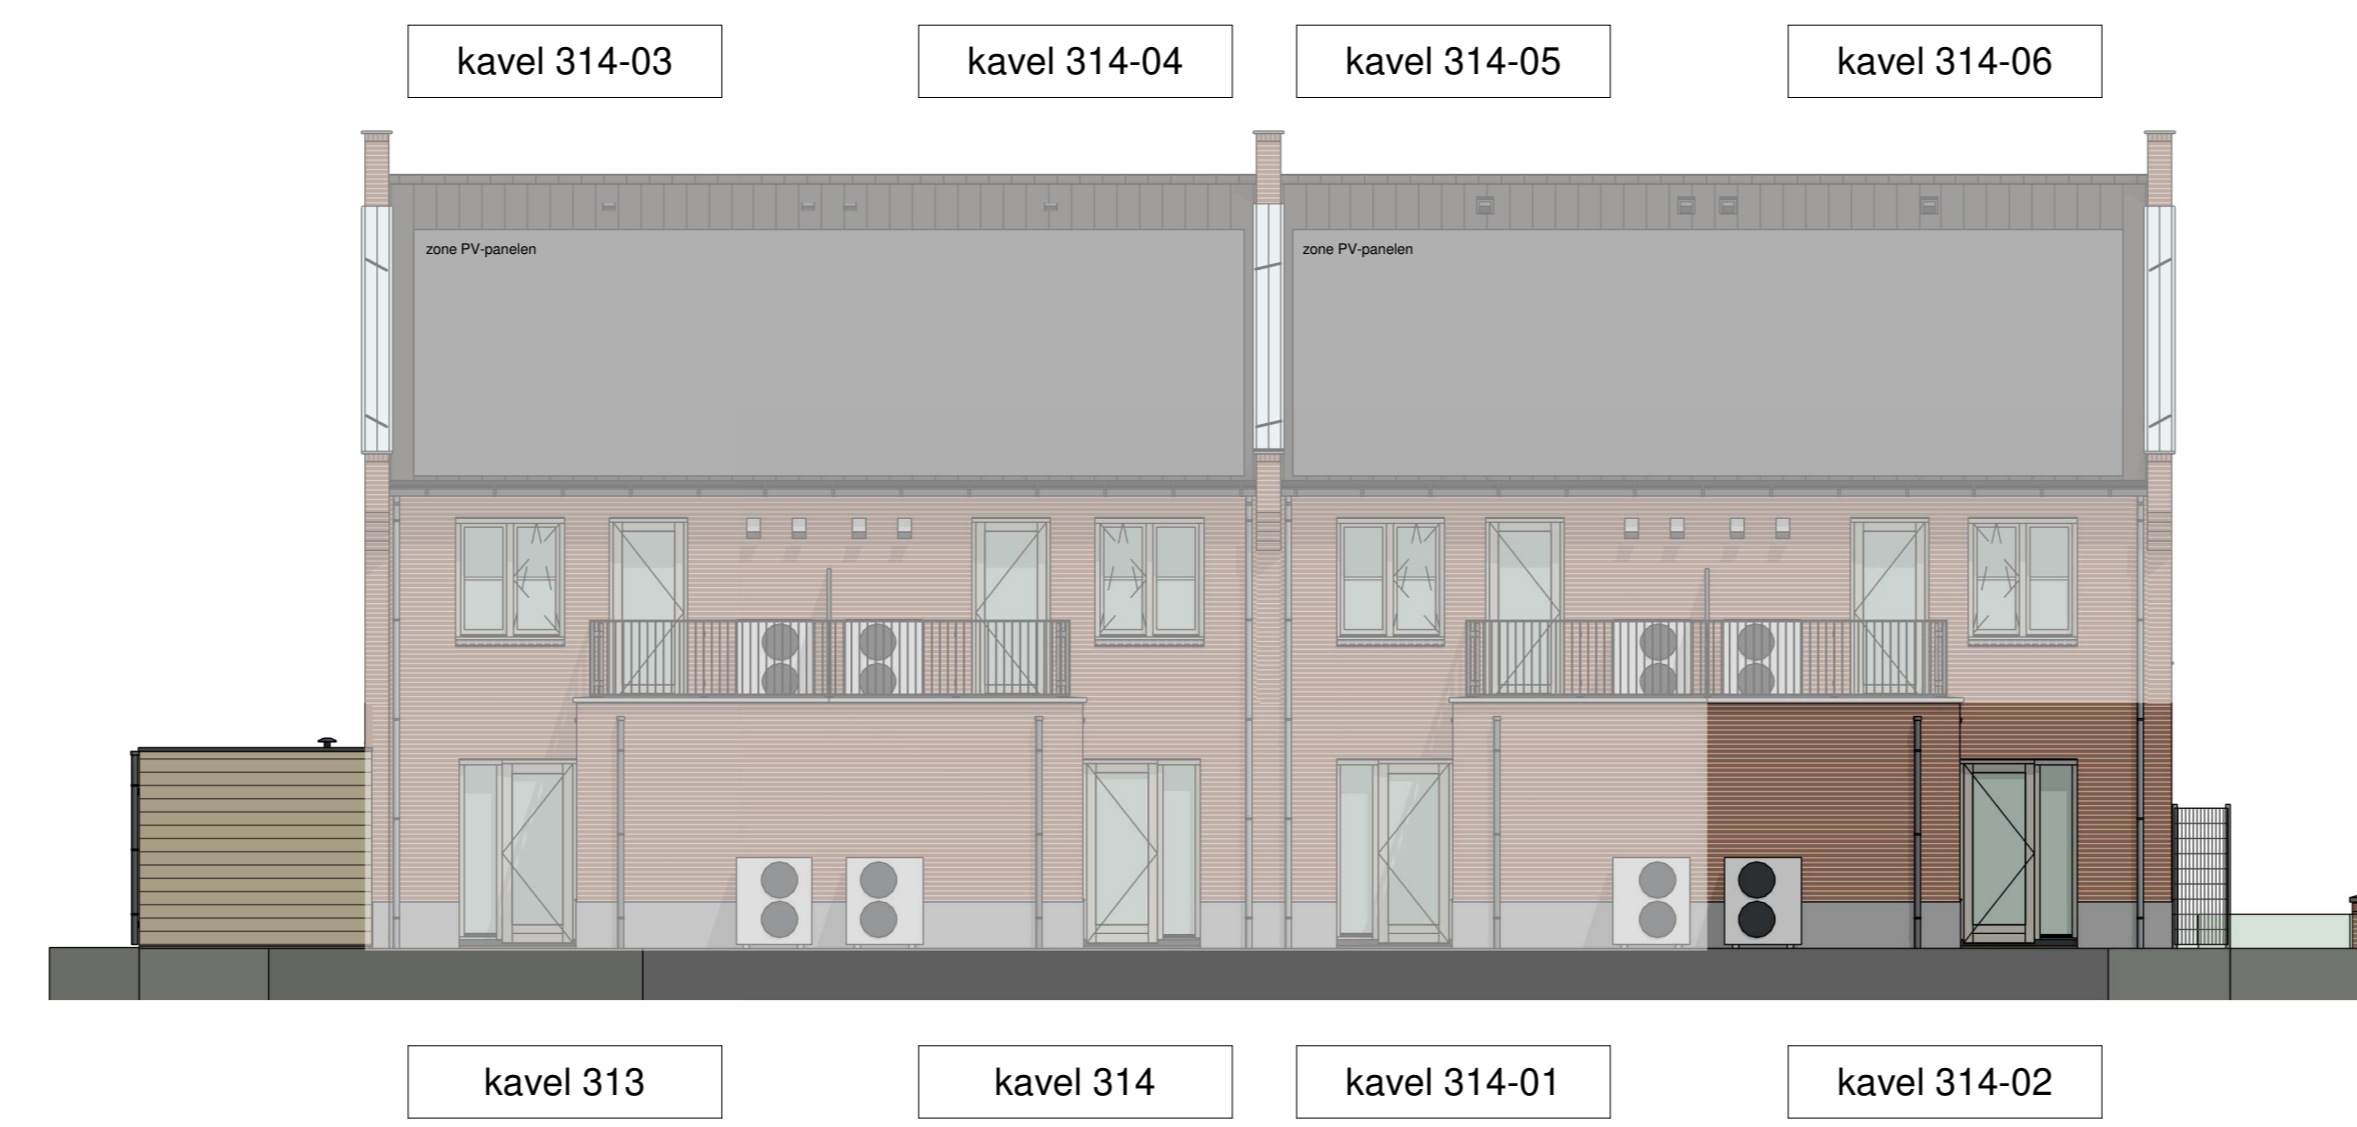 kavel 314-03
kavel 314-04
kavel 314-05
kavel 314-06
zone PV-panelen
zone PV-panelen
kavel 313
kavel 314
kavel 314-01
kavel 314-02